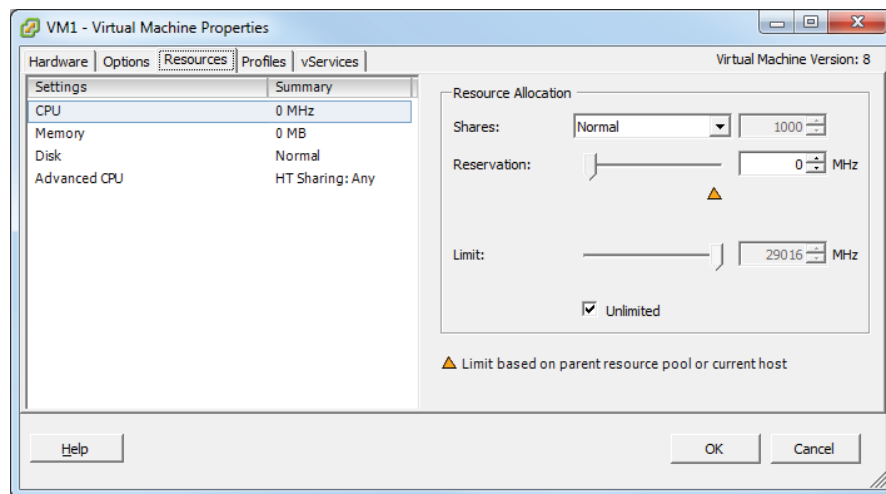 VM1 - Virtual Machine Properties
Hardware Options Resources Profiles vServices Virtual Machine Version: 8
Settings Summary
CPU 0 MHz
Memory 0 MB
Disk Normal
Advanced CPU HT Sharing: Any
Resource Allocation
Shares: Normal 1000
Reservation: 0 MHz
Limit: 29016 MHz
Unlimited
Limit based on parent resource pool or current host
Help OK Cancel